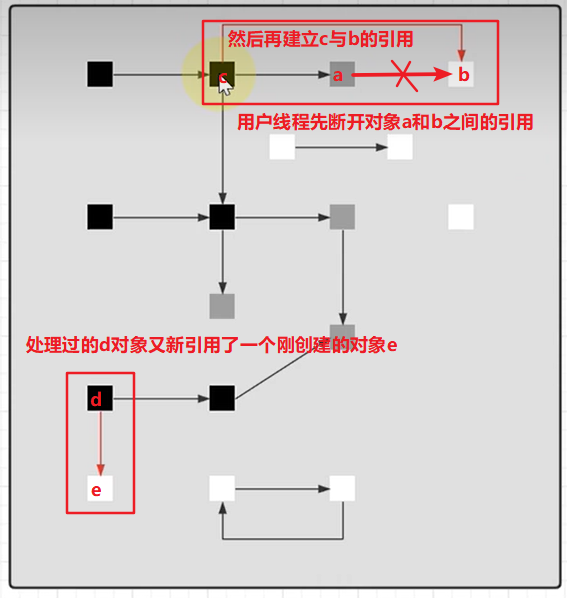 然后再建立c与b的引用
c
a
b
用户线程先断开对象a和b之间的引用
处理过的d对象又新引用了一个刚创建的对象e
d
e